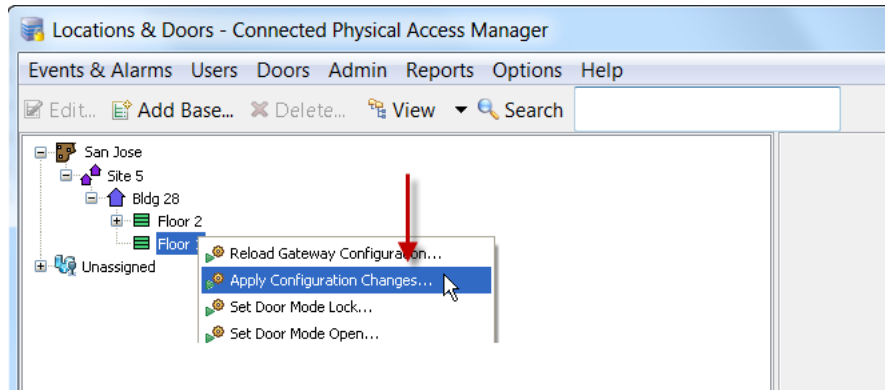 Locations & Doors - Connected Physical Access Manager
Events & Alarms Users Doors Admin Reports Options Help
Edit... Add Base... Delete... View Search
San Jose
Site 5
Bldg 28
Floor 2
Floor
Unassigned
Reload Gateway Configuration...
Apply Configuration Changes...
Set Door Mode Lock...
Set Door Mode Open...